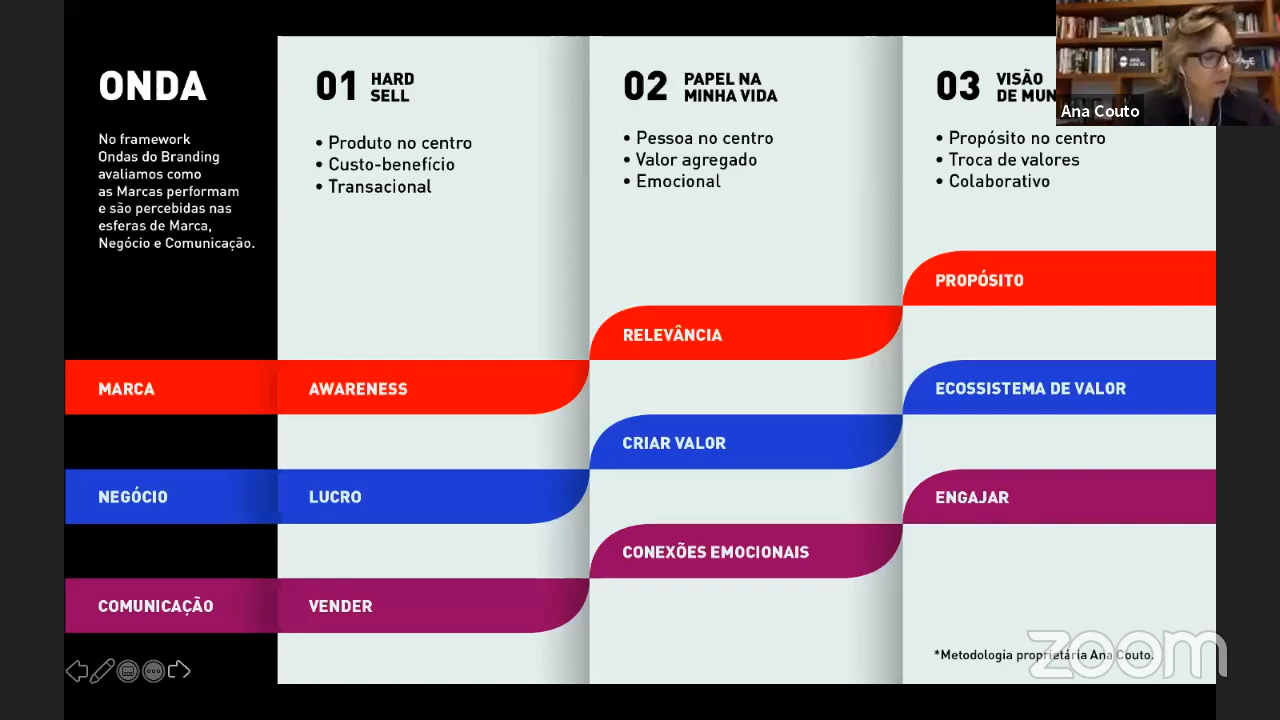 ONDA
No framework
Ondas do Branding
avaliamos como
as Marcas performam
e são percebidas nas
esferas de Marca,
Negócio e Comunicação.
01 HARD
SELL
• Produto no centro
• Custo-benefício
• Transacional
02 PAPEL NA
MINHA VIDA
• Pessoa no centro
• Valor agregado
• Emocional
03 VISÃO
DE MUN
• Propósito no centro
• Troca de valores
• Colaborativo
Ana Couto
MARCA
AWARENESS
RELEVÂNCIA
PROPÓSITO
NEGÓCIO
LUCRO
CRIAR VALOR
ECOSSISTEMA DE VALOR
COMUNICAÇÃO
VENDER
CONEXÕES EMOCIONAIS
ENGAJAR
*Metodologia proprietária Ana Couto.
zoom